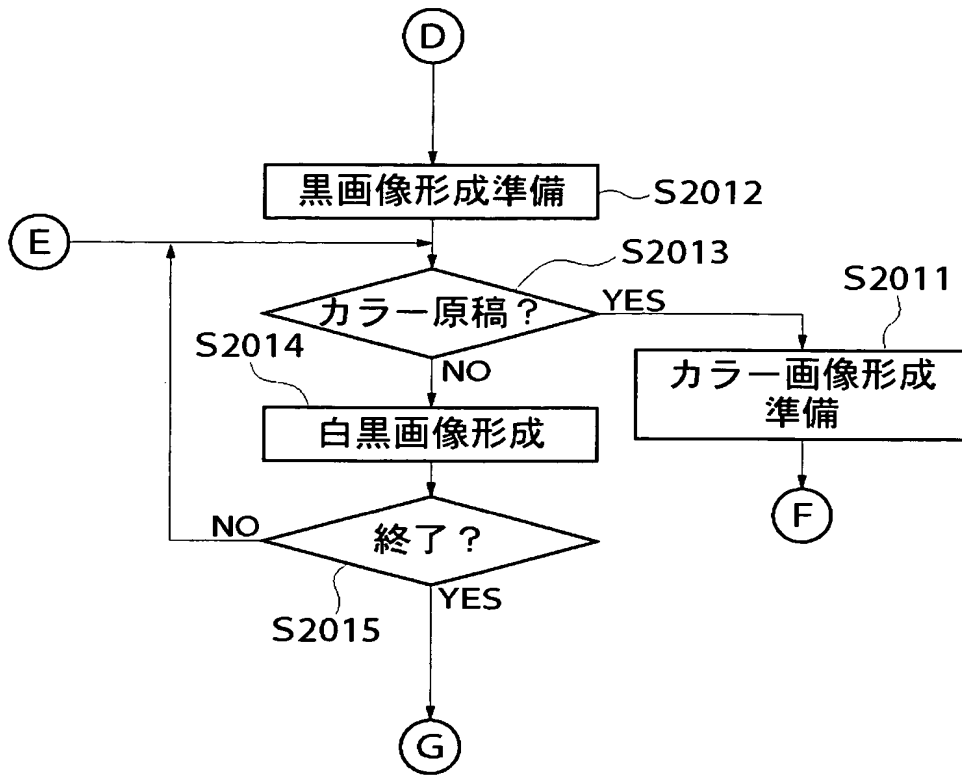 D
黒画像形成準備
S2012
E
S2013
カラー原稿?
YES
S2011
S2014
NO
カラー画像形成
準備
白黒画像形成
F
NO
終了?
YES
S2015
G